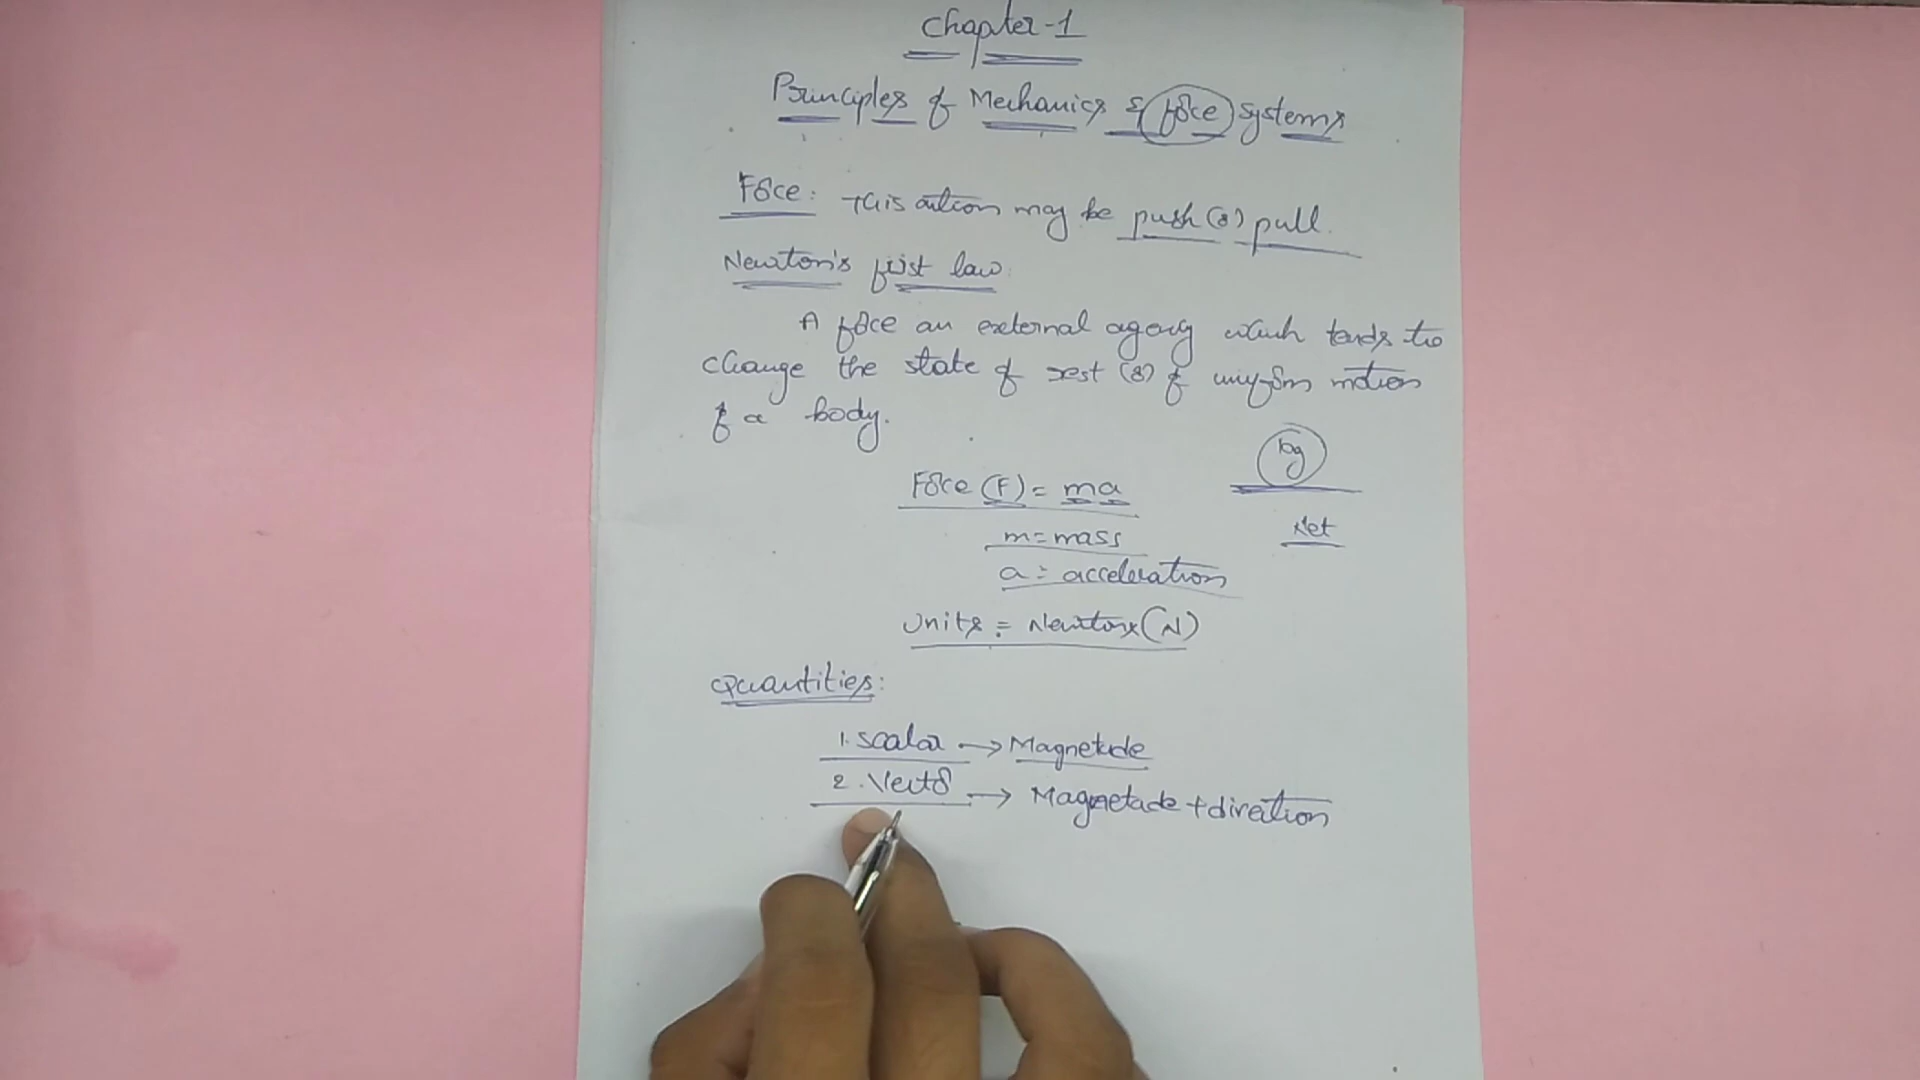 Chapter-1
Principles of Mechanics & force systems
Force: This action may be push (or) pull.
Newton's first law:
A force an external agency which tends to
change the state of rest (or) of uniform motion
of a body.
Force (F) = ma
m = mass
a = acceleration
Units = Newtons (N)
Quantities:
1. Scalar → Magnetude
2. Vector → Magnetude + direction